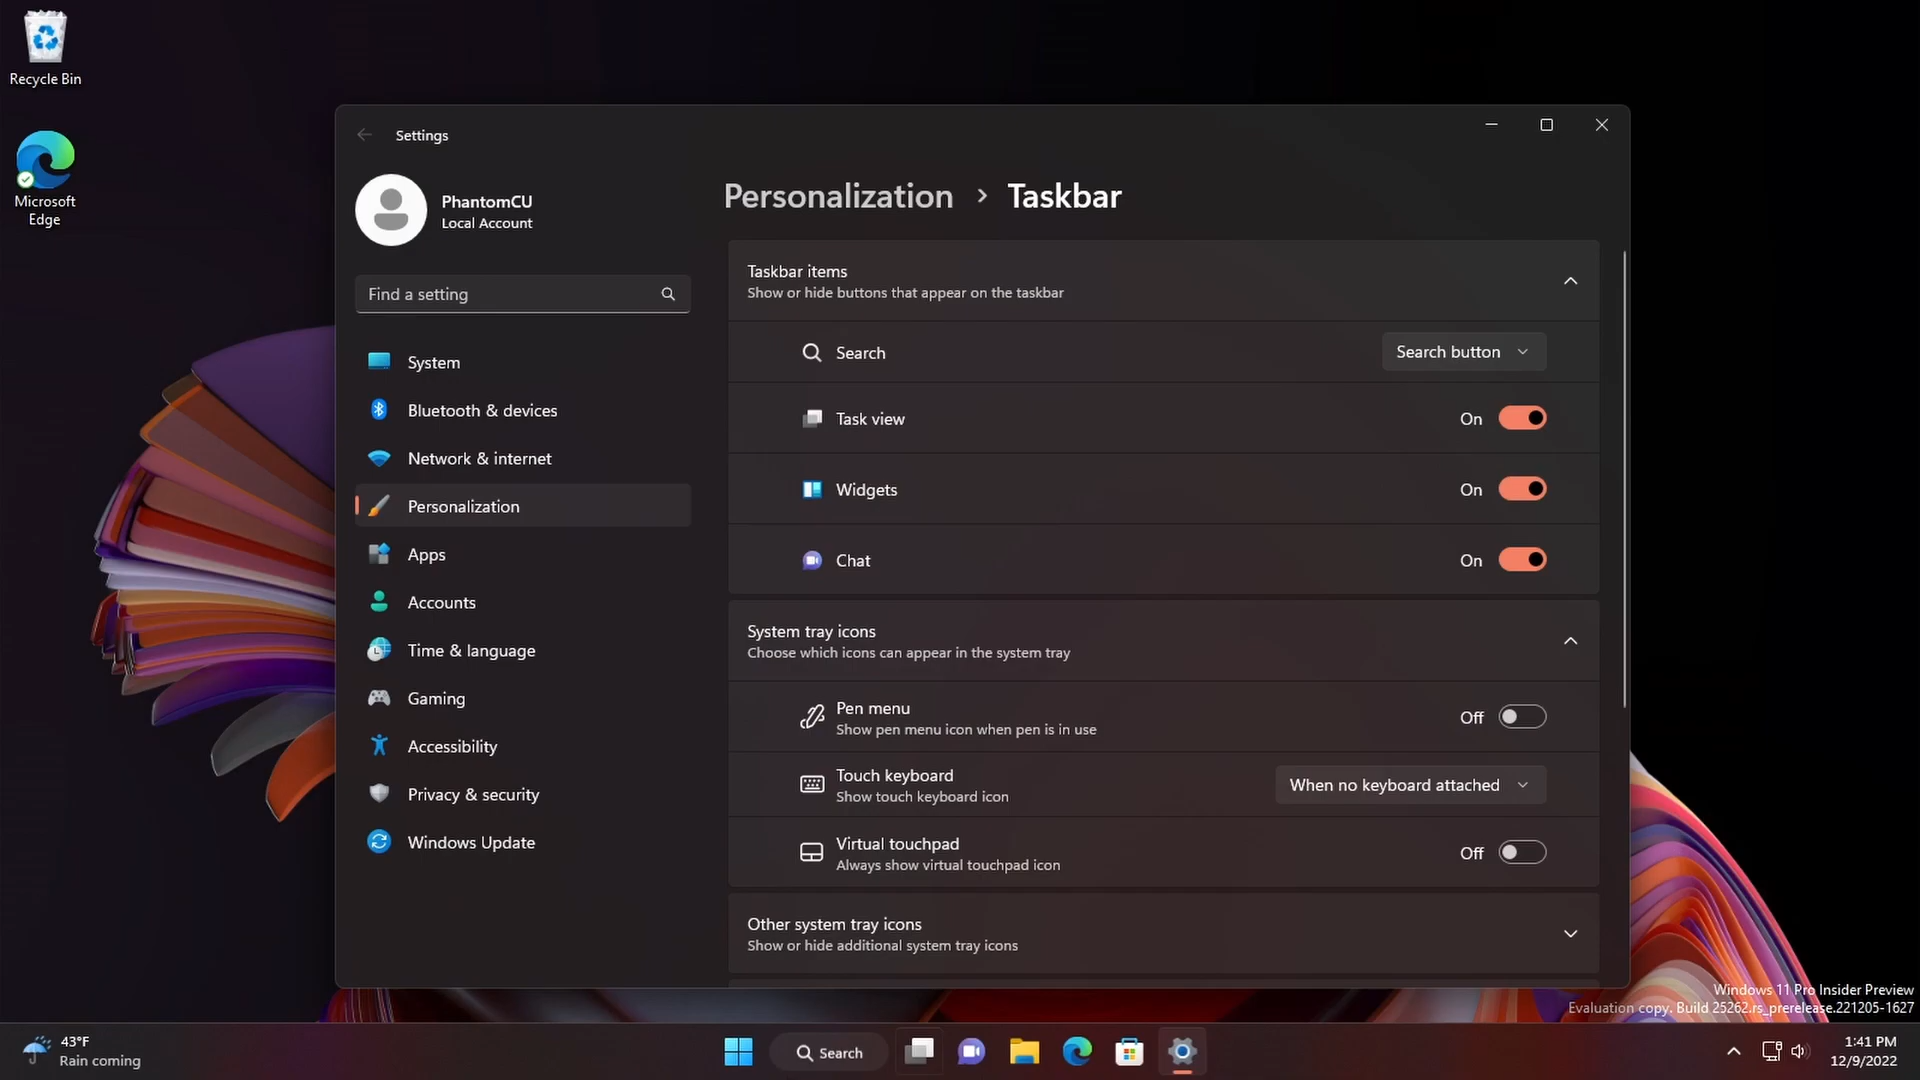 Recycle Bin
Microsoft
Edge
Settings
PhantomCU
Local Account
Find a setting
System
Bluetooth & devices
Network & internet
Personalization
Apps
Accounts
Time & language
Gaming
Accessibility
Privacy & security
Windows Update
Personalization > Taskbar
Taskbar items
Show or hide buttons that appear on the taskbar
Search
Search button
Task view
On
Widgets
On
Chat
On
System tray icons
Choose which icons can appear in the system tray
Pen menu
Show pen menu icon when pen is in use
Off
Touch keyboard
Show touch keyboard icon
When no keyboard attached
Virtual touchpad
Always show virtual touchpad icon
Off
Other system tray icons
Show or hide additional system tray icons
Windows 11 Pro Insider Preview
Evaluation copy. Build 25262.rs_prerelease.221205-1627
43°F
Rain coming
Search
1:41 PM
12/9/2022